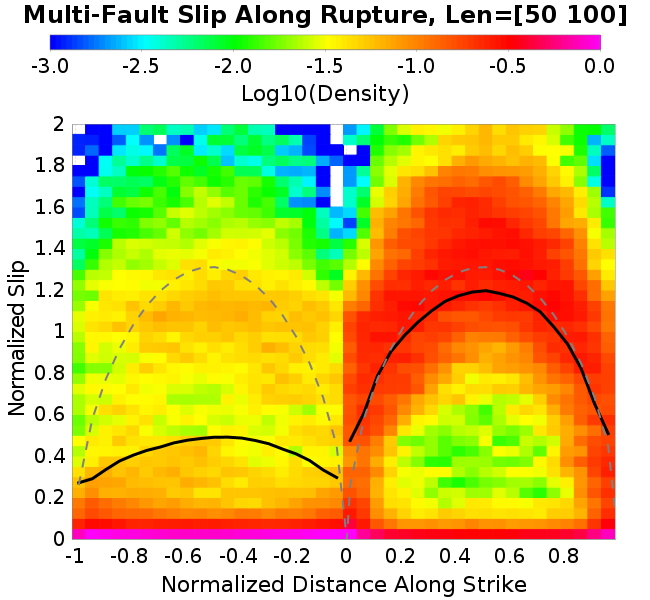 Multi-Fault Slip Along Rupture, Len=[50 100]
-3.0 -2.5 -2.0 -1.5 -1.0 -0.5 0.0
Log10(Density)
2
1.8
1.6
1.4
1.2
1
0.8
0.6
0.4
0.2
0
Normalized Slip
-1 -0.8 -0.6 -0.4 -0.2 0 0.2 0.4 0.6 0.8
Normalized Distance Along Strike